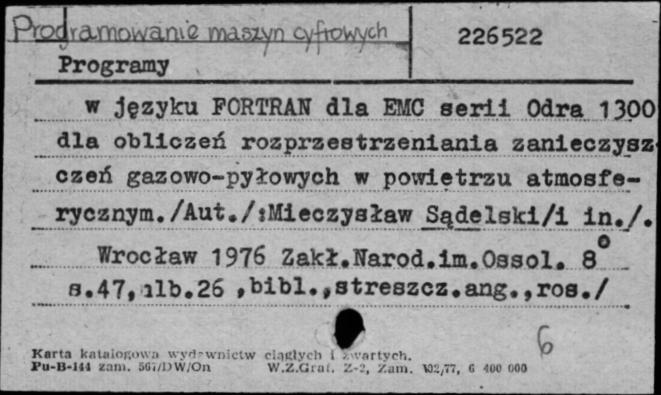 Programowanie maszyn cyfrowych
226522
Programy
w języku FORTRAN dla EMC serii Odra 1300
dla obliczeń rozprzestrzeniania zanieczysz
czeń gazowo-pyłowych w powietrzu atmosfe-
rycznym./Aut./:Mieczysław Sądelski/i in./.
Wrocław 1976 Zakł.Narod.im.Ossol. 8°
s.47, nlb.26 ,bibl.,streszcz.ang.,ros./
6
Karta katalogowa wydawnictw ciągłych i zwartych.
Pu-B-144 zam. 567/DW/On W.Z.Graf. Z-2, Zam. 102/77, 6 400 000